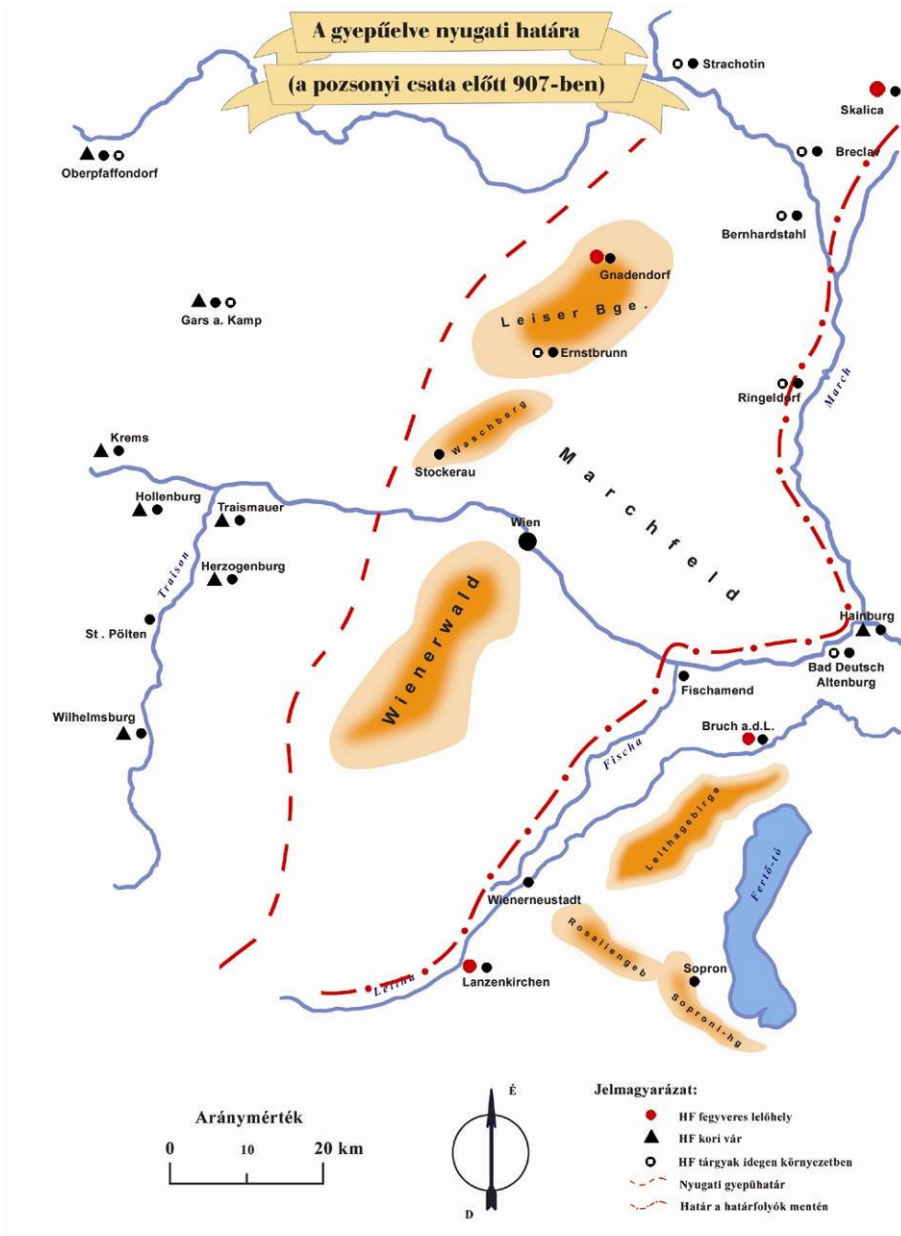 A gyepűelve nyugati határa
(a pozsonyi csata előtt 907-ben)
Strachotin
Skalica
Oberpfaffondorf
Breclav
Bernhardstahl
Gnadendorf
Leiser Bge.
Gars a. Kamp
Ernstbrunn
Ringeldorf
March
Waschberg
Krems
Stockerau
Marchfeld
Hollenburg
Traismauer
Wien
Traison
Herzogenburg
Wienerwald
Hainburg
St . Pölten
Bad Deutsch
Altenburg
Fischamend
Wilhelmsburg
Bruch a.d.L.
Fischa
Leithagebirge
Fertő-tó
Wienerneustadt
Rosaliengeb
Sopron
Leitha
Lanzenkirchen
Soproni-hg
Aránymérték
0 10 20 km
É
D
Jelmagyarázat:
HF fegyveres lelőhely
HF kori vár
HF tárgyak idegen környezetben
Nyugati gyepühatár
Határ a határfolyók mentén